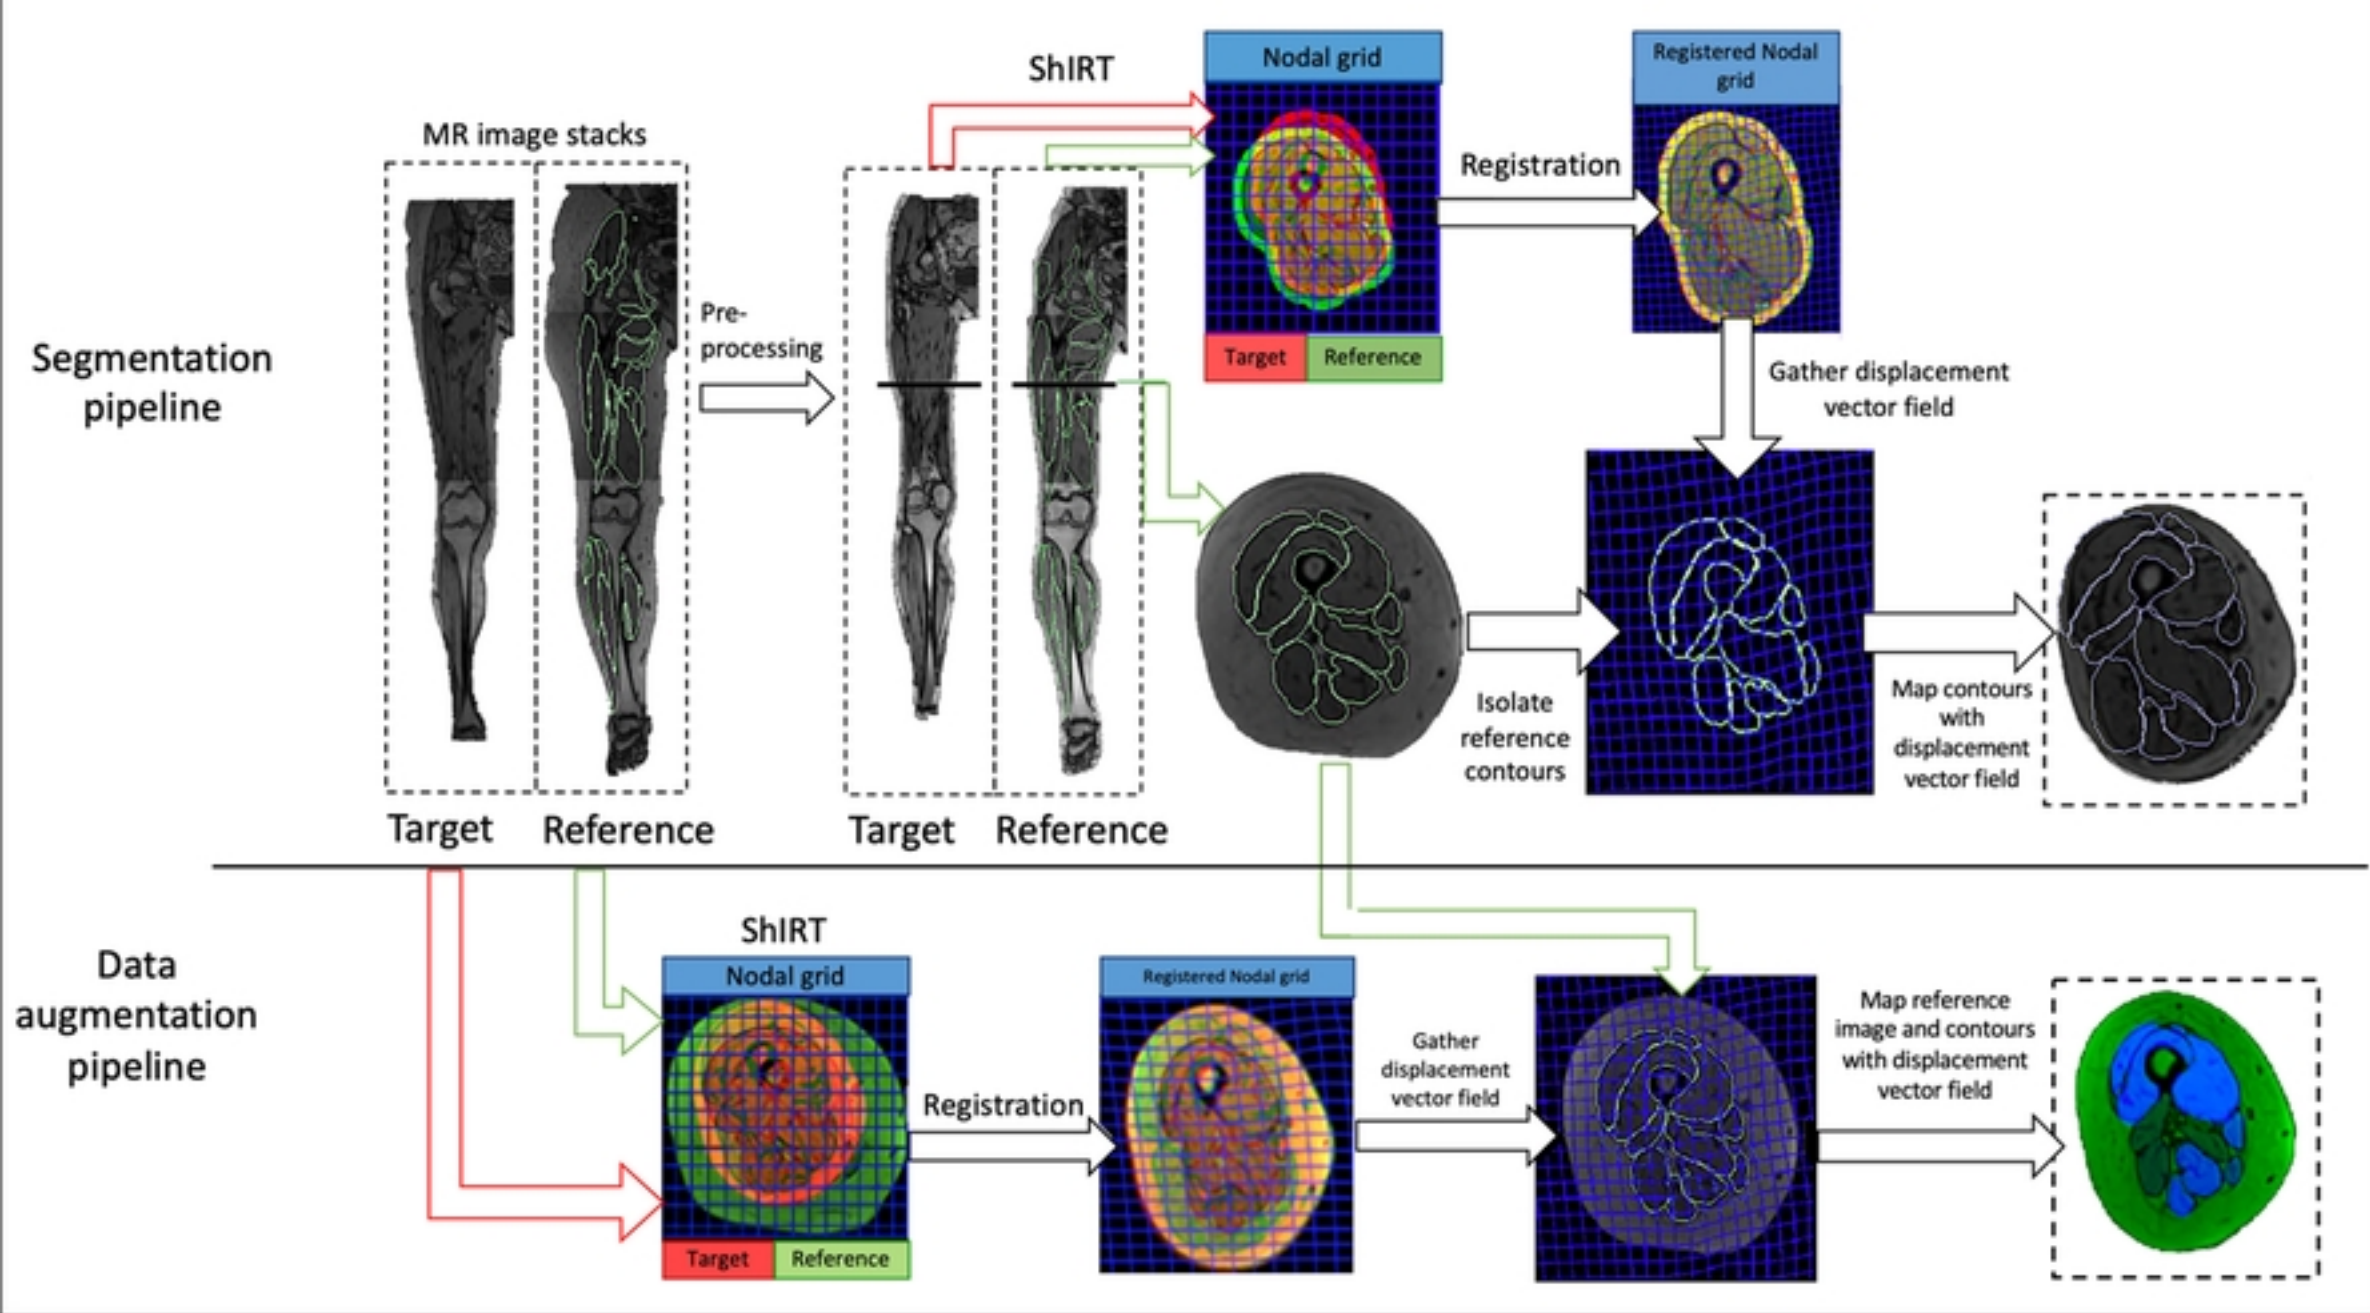 ShIRT
Nodal grid
Registered Nodal
grid
MR image stacks
Registration
Pre-
processing
Target
Reference
Segmentation
pipeline
Gather displacement
vector field
Isolate
reference
contours
Map contours
with
displacement
vector field
Target
Reference
Target
Reference
ShIRT
Data
augmentation
pipeline
Nodal grid
Registered Nodal grid
Registration
Gather
displacement
vector field
Map reference
image and contours
with displacement
vector field
Target
Reference